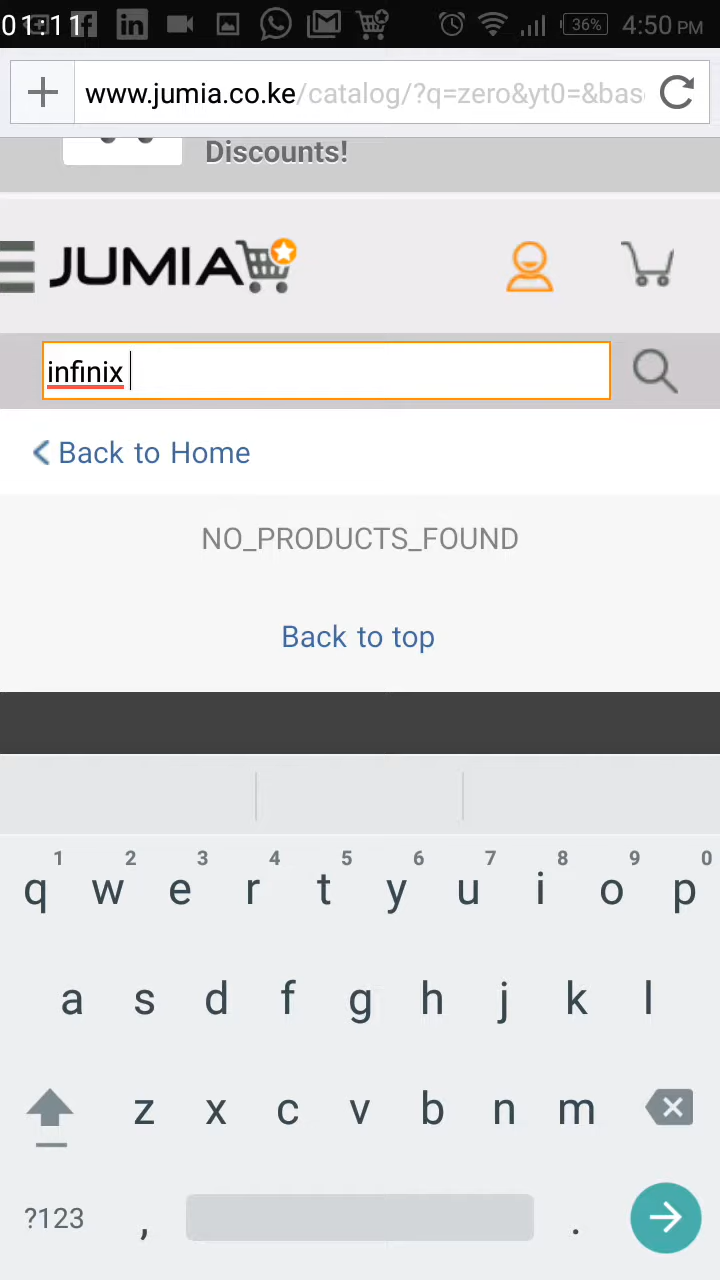 01:11 36% 4:50 PM
www.jumia.co.ke/catalog/?q=zero&yt0=&bas
Discounts!
JUMIA
infinix
Back to Home
NO_PRODUCTS_FOUND
Back to top
1 2 3 4 5 6 7 8 9 0
q w e r t y u i o p
a s d f g h j k l
z x c v b n m
?123 , .